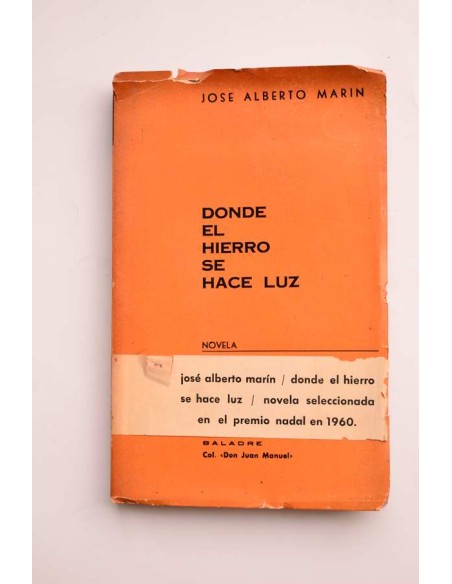 JOSE ALBERTO MARIN
DONDE
EL
HIERRO
SE
HACE LUZ
NOVELA
josé alberto marín / donde el hierro
se hace luz / novela seleccionada
en el premio nadal en 1960.
BALADRE
Col. «Don Juan Manuel»